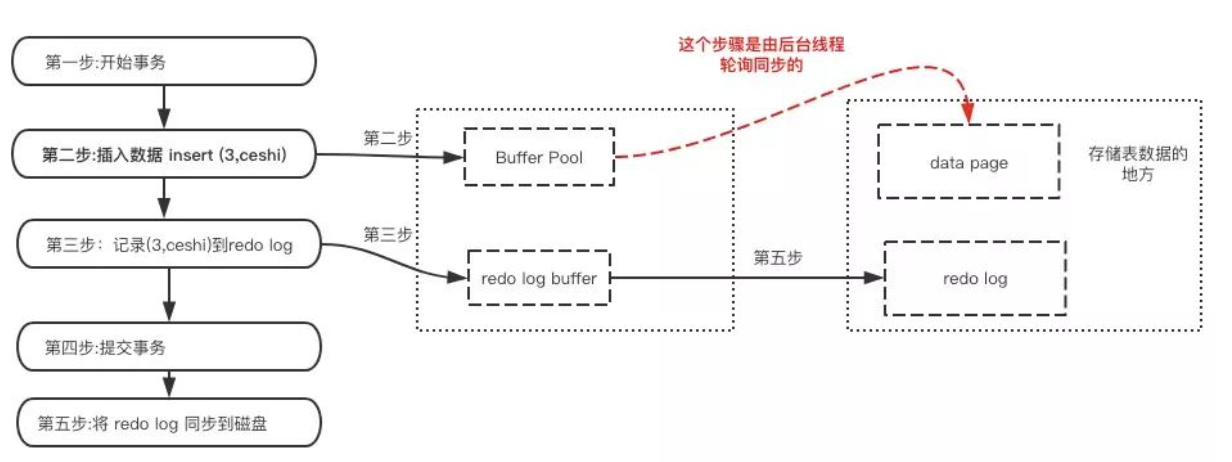 这个步骤是由后台线程
轮询同步的
第一步:开始事务
第二步:插入数据 insert (3,ceshi)
第二步
Buffer Pool
data page
存储表数据的
地方
第三步：记录(3,ceshi)到redo log
第三步
redo log buffer
第五步
redo log
第四步:提交事务
第五步:将 redo log 同步到磁盘